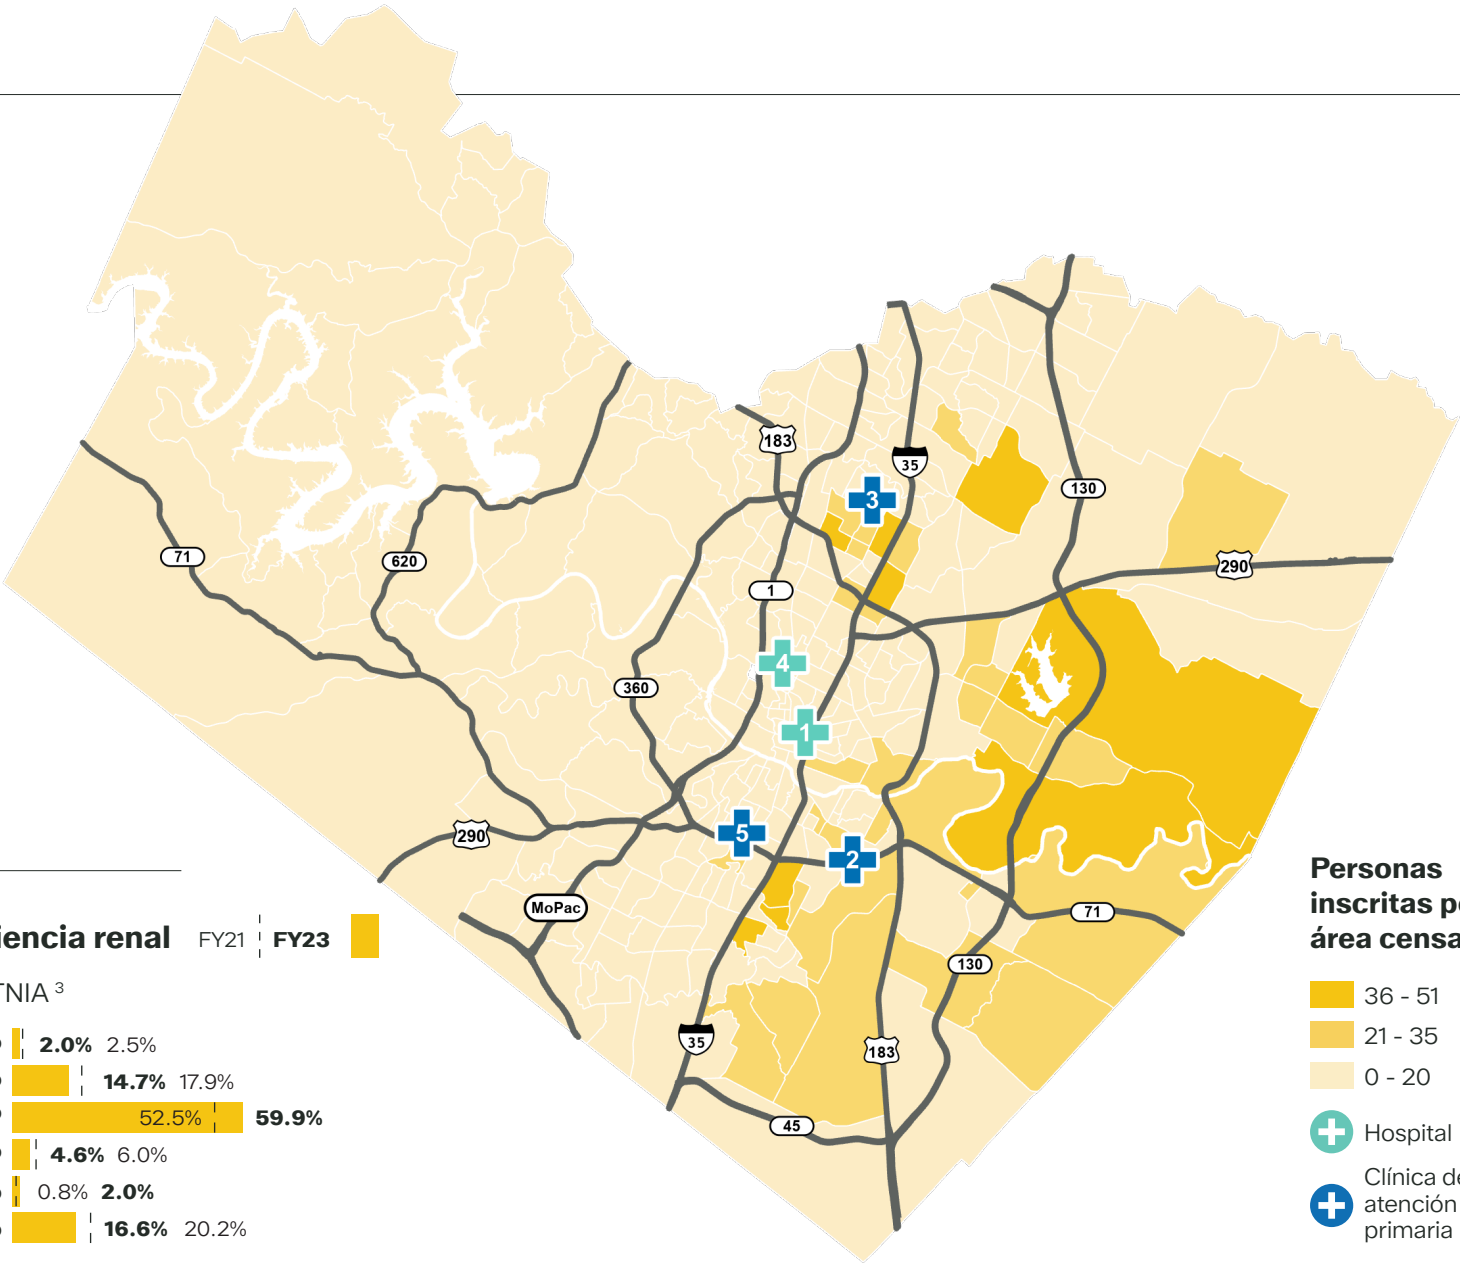 183
35
3
130
71
620
290
1
4
360
1
5
2
290
MoPac
71
130
35
183
45
iencia renal FY21 FY23
TNIA 3
2.0% 2.5%
14.7% 17.9%
52.5% 59.9%
4.6% 6.0%
0.8% 2.0%
16.6% 20.2%
Personas
inscritas p
área censa
36 - 51
21 - 35
0 - 20
Hospital
Clínica de
atención
primaria